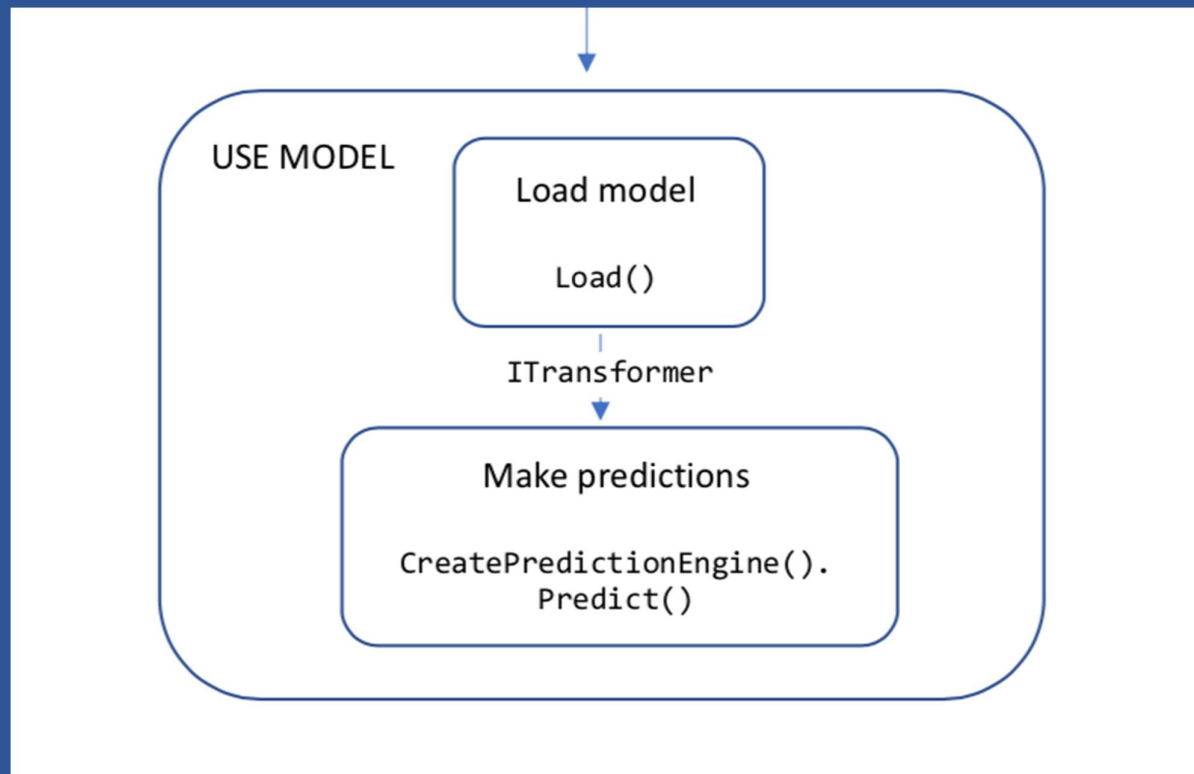 USE MODEL
Load model
Load()
ITransformer
Make predictions
CreatePredictionEngine().
Predict()